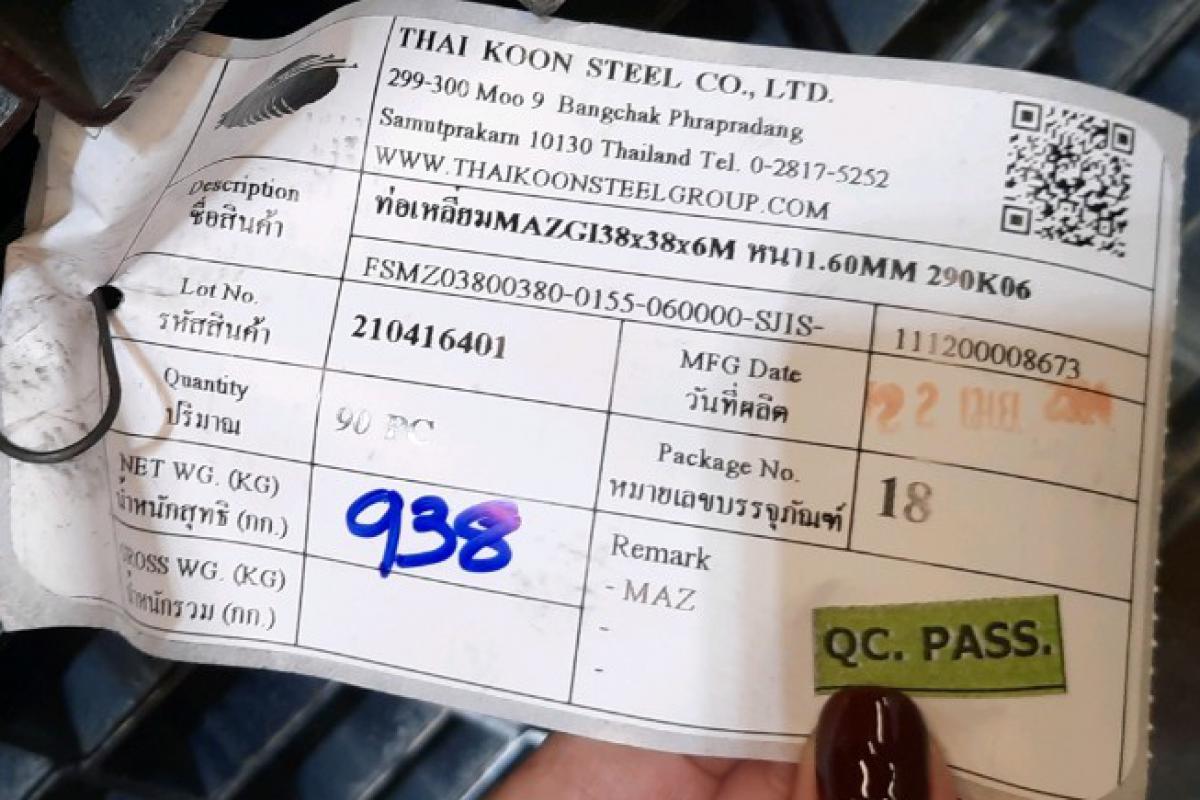 THAI KOON STEEL CO., LTD.
299-300 Moo 9 Bangchak Phrapradang
Samutprakarn 10130 Thailand Tel. 0-2817-5252
WWW.THAIKOONSTEELGROUP.COM
Description
ชื่อสินค้า
ท่อเหลี่ยมMAZGI38x38x6M หนา1.60MM 290K06
FSMZ03800380-0155-060000-SJIS-
111200008673
Lot No.
รหัสสินค้า
210416401
MFG Date
วันที่ผลิต
22 เมย
Quantity
ปริมาณ
90 PC
Package No.
หมายเลขบรรจุภัณฑ์
18
NET WG. (KG)
น้ำหนักสุทธิ (กก.)
938
Remark
- MAZ
-
-
GROSS WG. (KG)
น้ำหนักรวม (กก.)
QC. PASS.